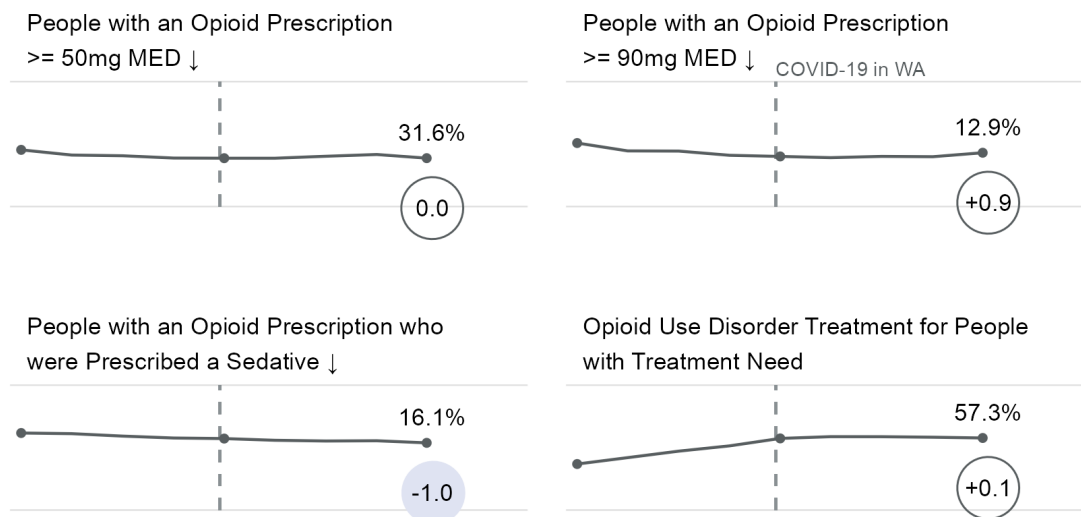 People with an Opioid Prescription
>= 50mg MED ↓
31.6%
0.0
People with an Opioid Prescription
>= 90mg MED ↓
COVID-19 in WA
12.9%
+0.9
People with an Opioid Prescription who
were Prescribed a Sedative ↓
16.1%
-1.0
Opioid Use Disorder Treatment for People
with Treatment Need
57.3%
+0.1